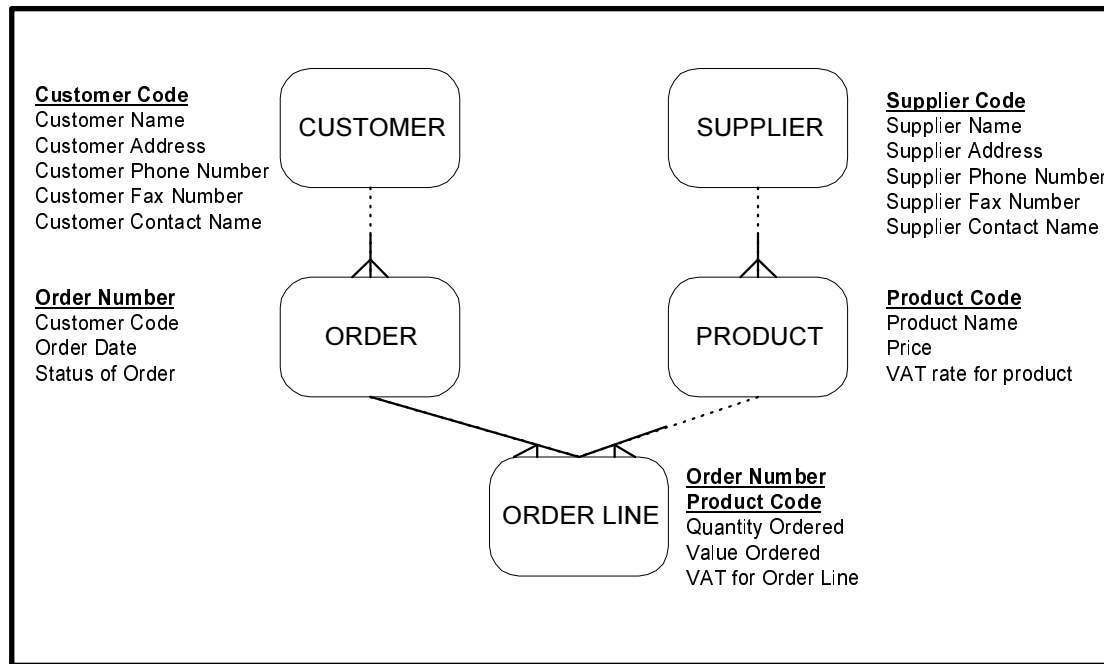 Customer Code
Customer Name
Customer Address
Customer Phone Number
Customer Fax Number
Customer Contact Name
CUSTOMER
SUPPLIER
Supplier Code
Supplier Name
Supplier Address
Supplier Phone Number
Supplier Fax Number
Supplier Contact Name
Order Number
Customer Code
Order Date
Status of Order
ORDER
PRODUCT
Product Code
Product Name
Price
VAT rate for product
ORDER LINE
Order Number
Product Code
Quantity Ordered
Value Ordered
VAT for Order Line